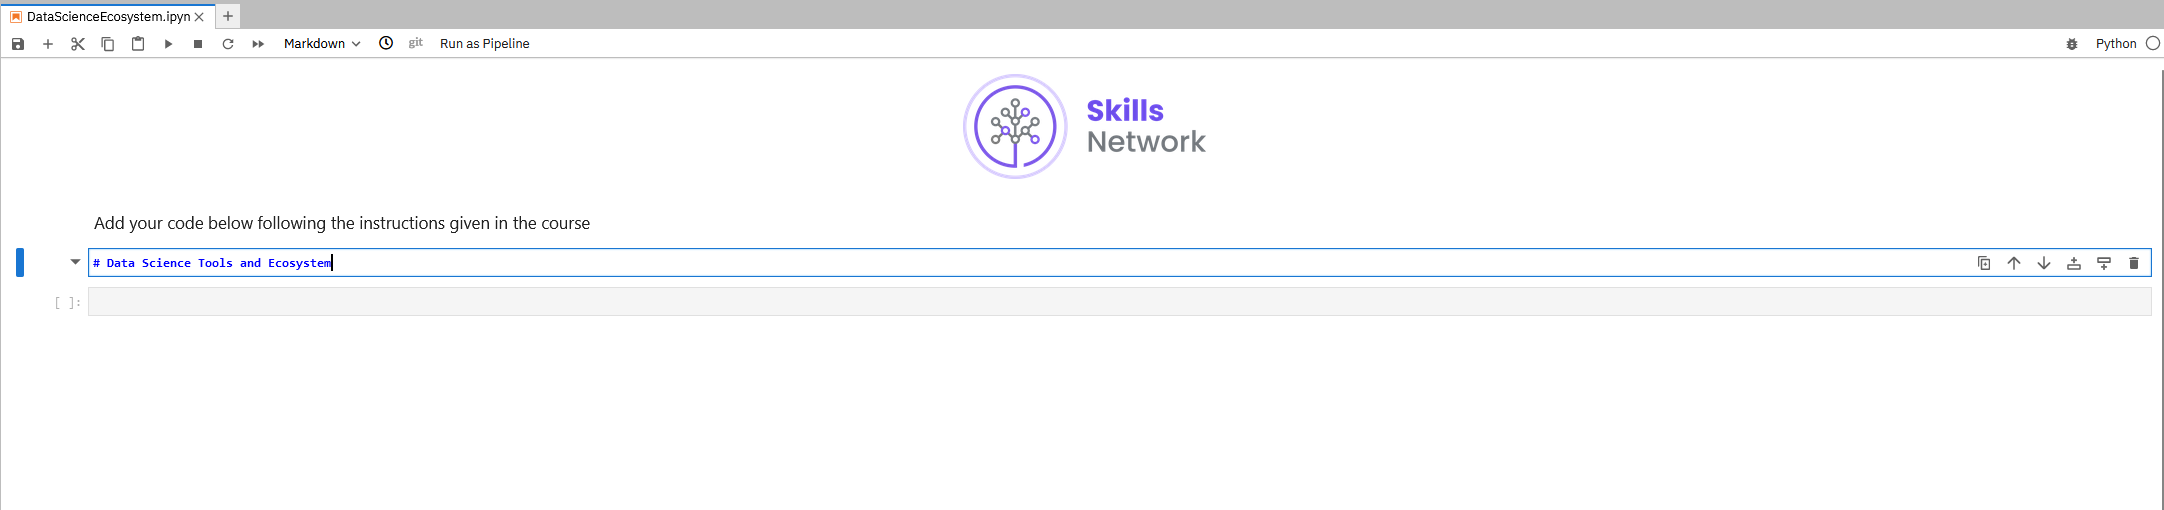 DataScienceEcosystem.ipyn
Markdown git Run as Pipeline Python
Skills
Network
Add your code below following the instructions given in the course
# Data Science Tools and Ecosystem
[ ]: